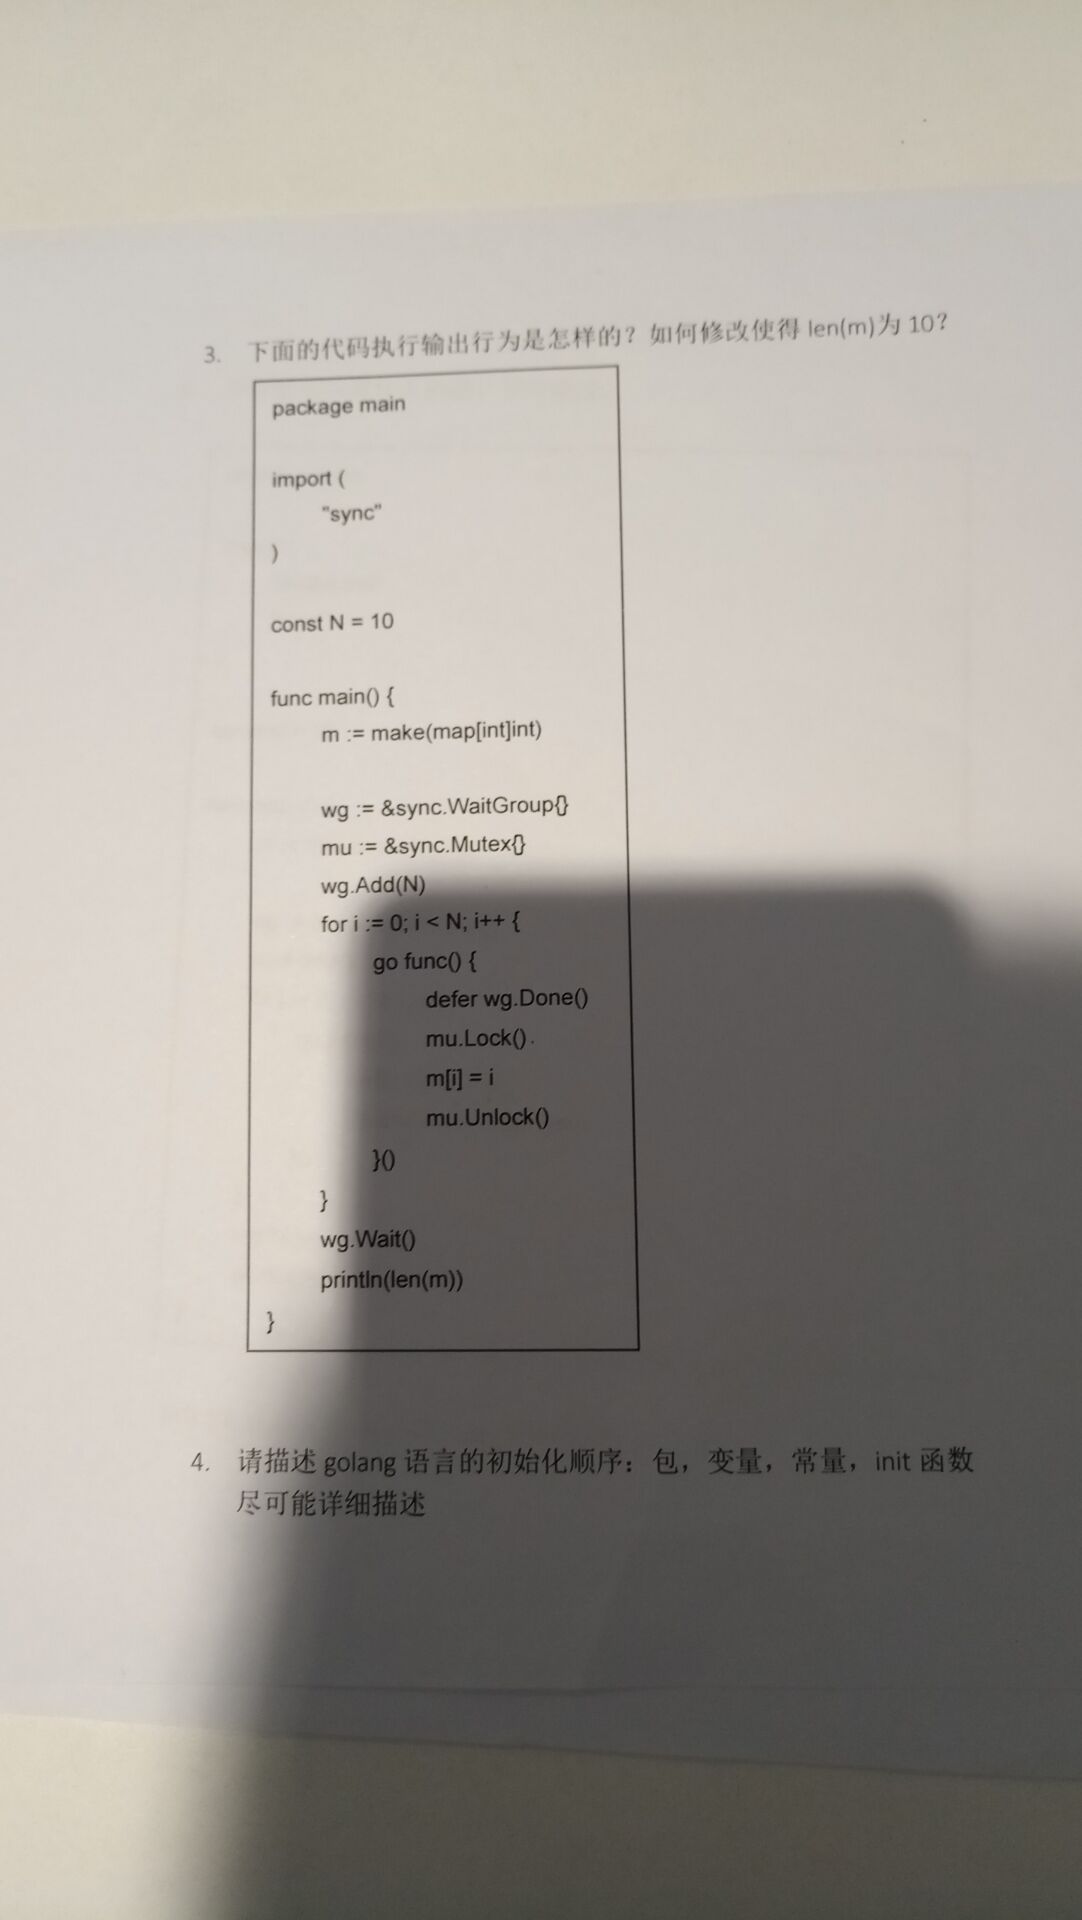 3. 下面的代码执行输出行为是怎样的？如何修改使得 len(m)为 10？
package main
import (
"sync"
)
const N = 10
func main() {
m := make(map[int]int)
wg := &sync.WaitGroup{}
mu := &sync.Mutex{}
wg.Add(N)
for i := 0; i < N; i++ {
go func() {
defer wg.Done()
mu.Lock()
m[i] = i
mu.Unlock()
}()
}
wg.Wait()
println(len(m))
}
4. 请描述 golang 语言的初始化顺序：包，变量，常量，init 函数
尽可能详细描述